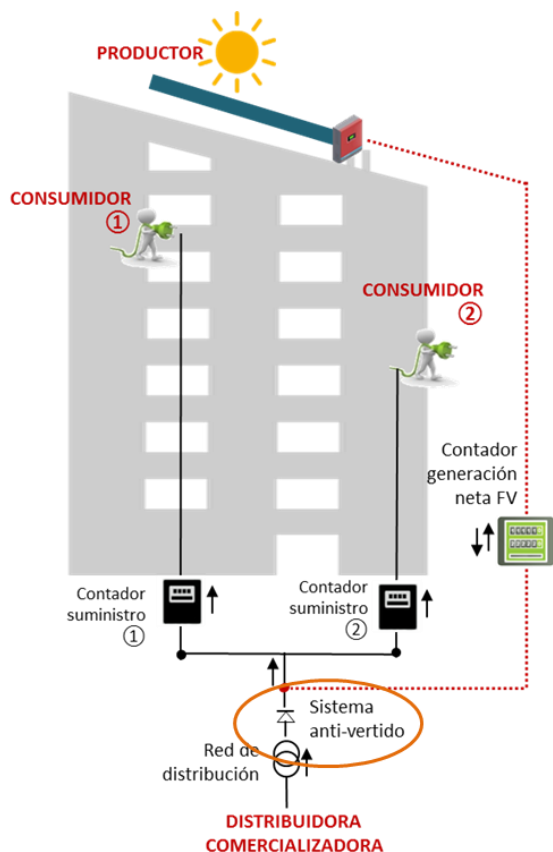 PRODUCTOR
CONSUMIDOR
①
CONSUMIDOR
②
Contador
generación
neta FV
Contador
suministro
①
Contador
suministro
②
Sistema
anti-vertido
Red de
distribución
DISTRIBUIDORA
COMERCIALIZADORA